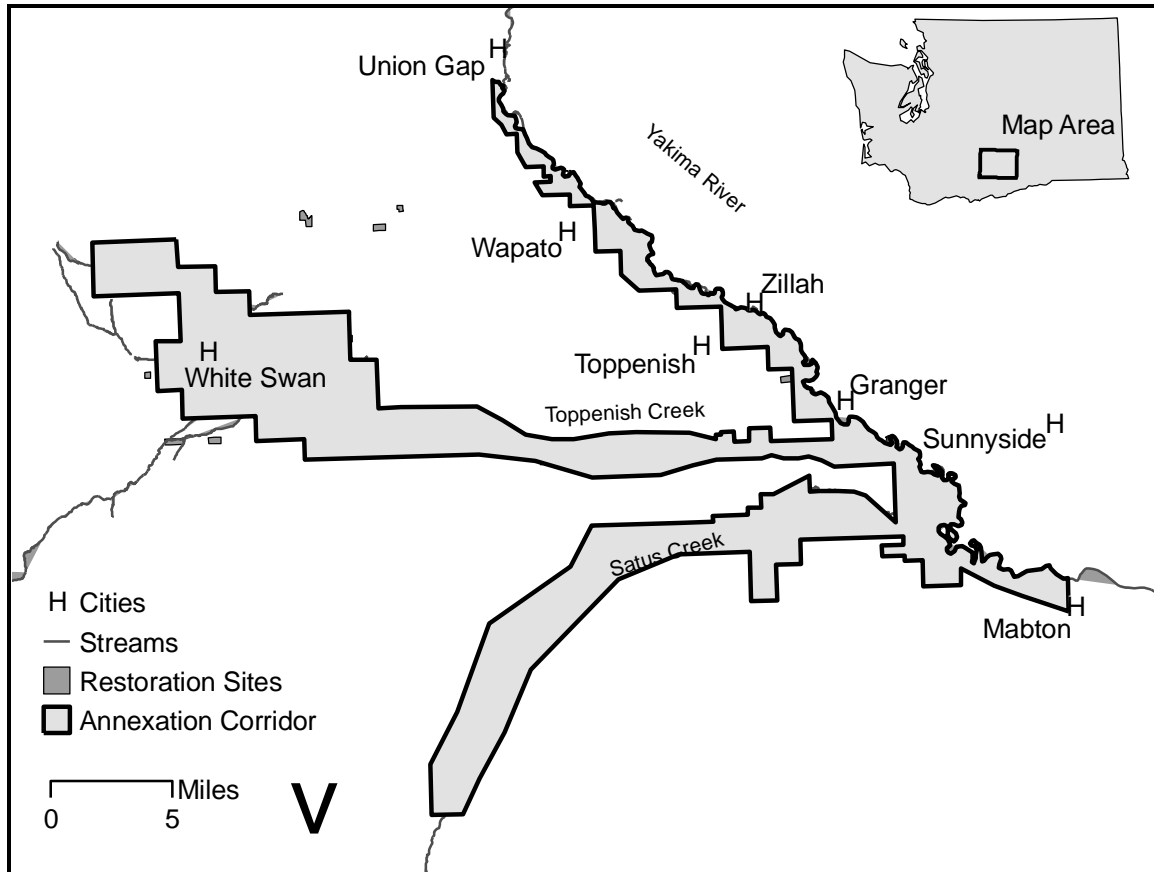 H
Union Gap
Map Area
Yakima River
H
Wapato
H
Zillah
H
White Swan
H
Toppenish
H
Granger
Toppenish Creek
H
Sunnyside
Satus Creek
H
Mabton
H Cities
Streams
Restoration Sites
Annexation Corridor
Miles
0 5
V